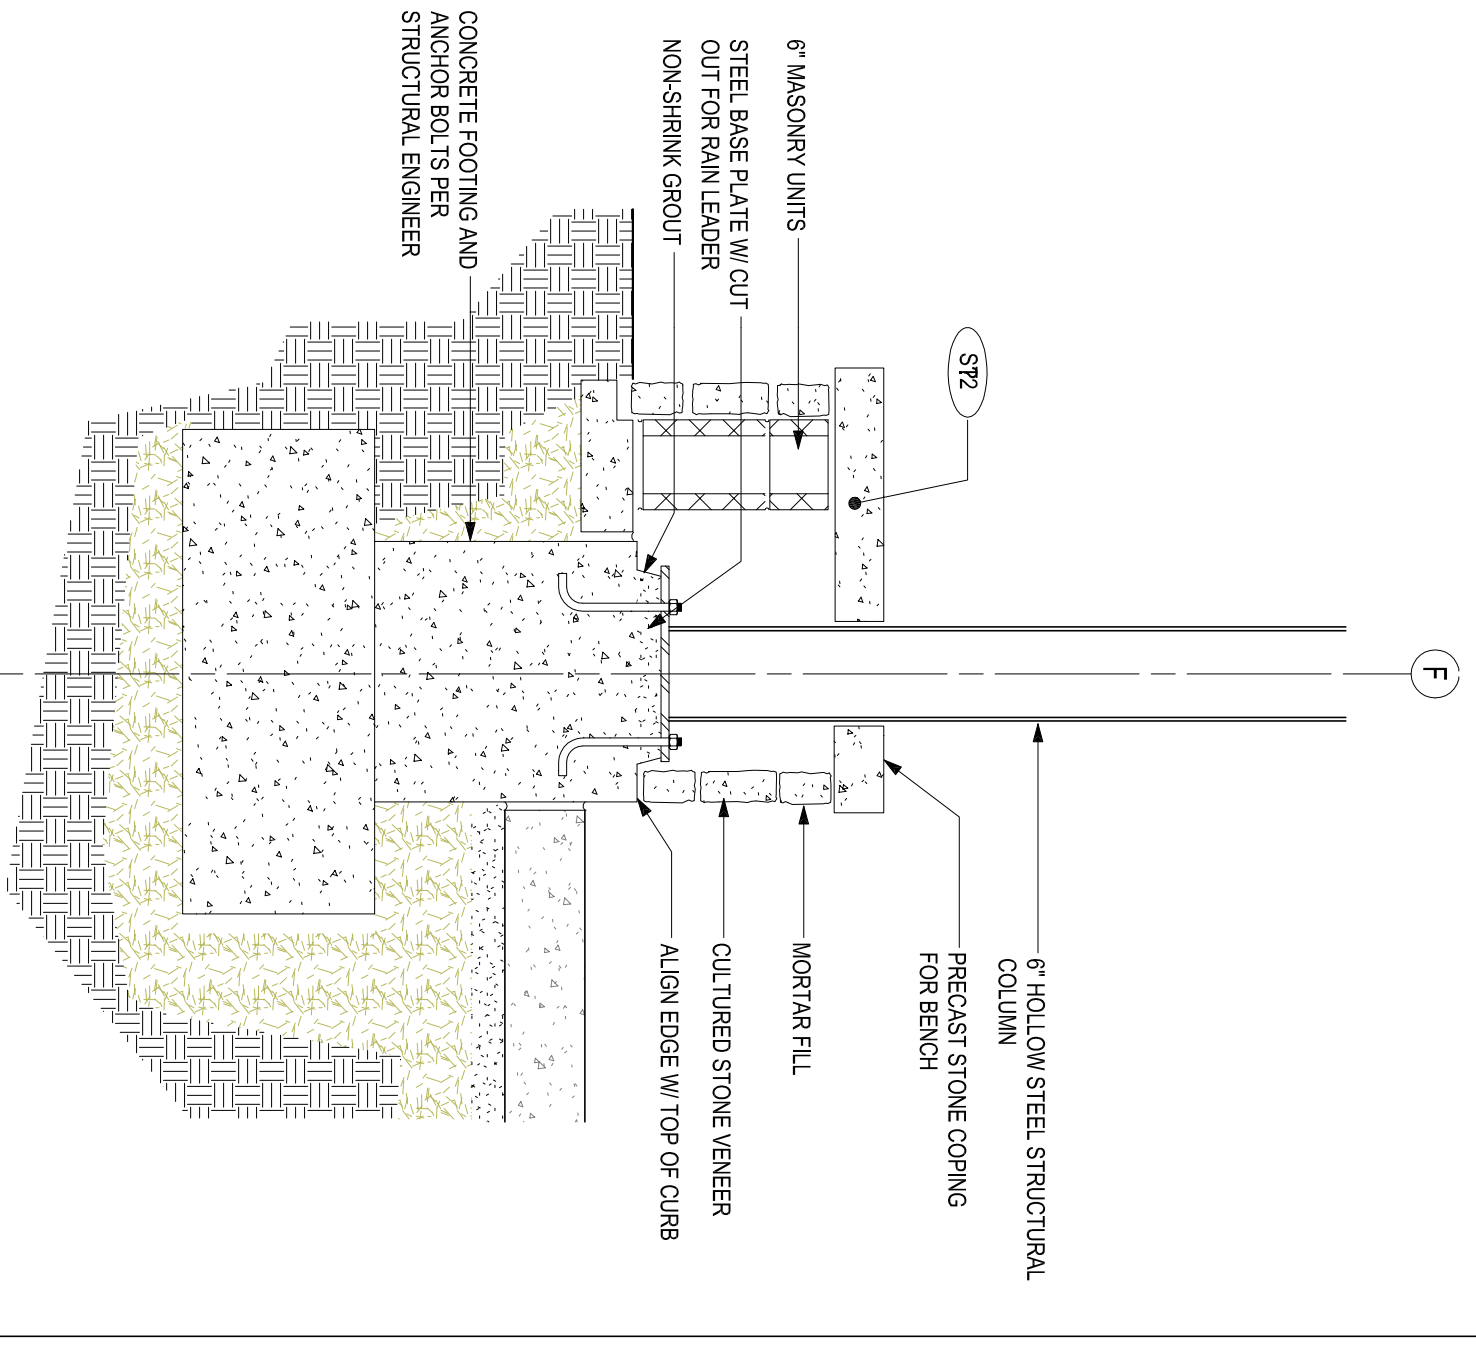 F
6" HOLLOW STEEL STRUCTURAL
COLUMN
PRECAST STONE COPING
FOR BENCH
MORTAR FILL
CULTURED STONE VENEER
ALIGN EDGE W/ TOP OF CURB
6" MASONRY UNITS
STEEL BASE PLATE W/ CUT
OUT FOR RAIN LEADER
NON-SHRINK GROUT
CONCRETE FOOTING AND
ANCHOR BOLTS PER
STRUCTURAL ENGINEER